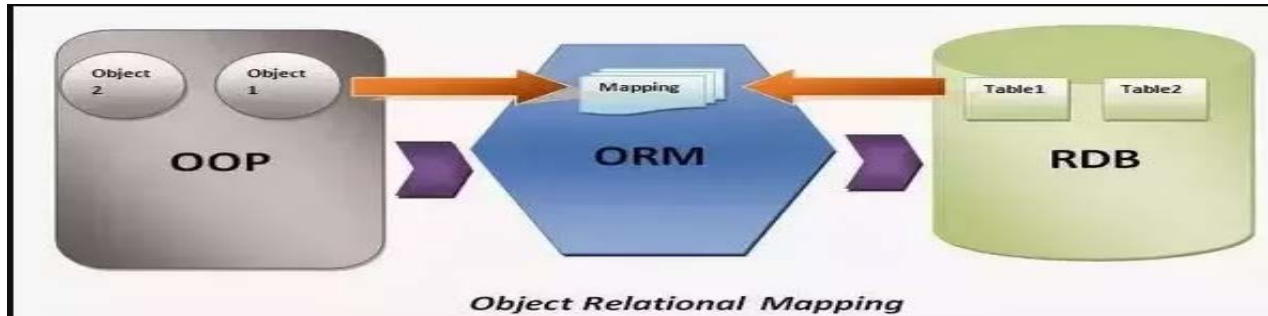 Object
2
Object
1
Mapping
Table1
Table2
OOP
ORM
RDB
Object Relational Mapping